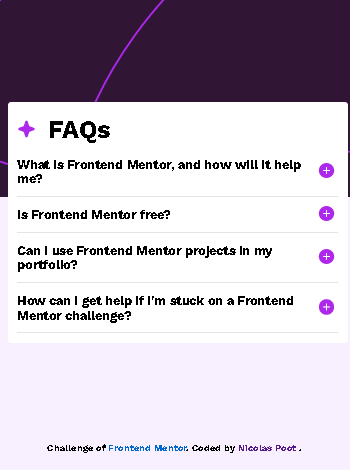 FAQs
What is Frontend Mentor, and how will it help
me?
Is Frontend Mentor free?
Can I use Frontend Mentor projects in my
portfolio?
How can I get help if I'm stuck on a Frontend
Mentor challenge?
Challenge of Frontend Mentor. Coded by Nicolas Poot .